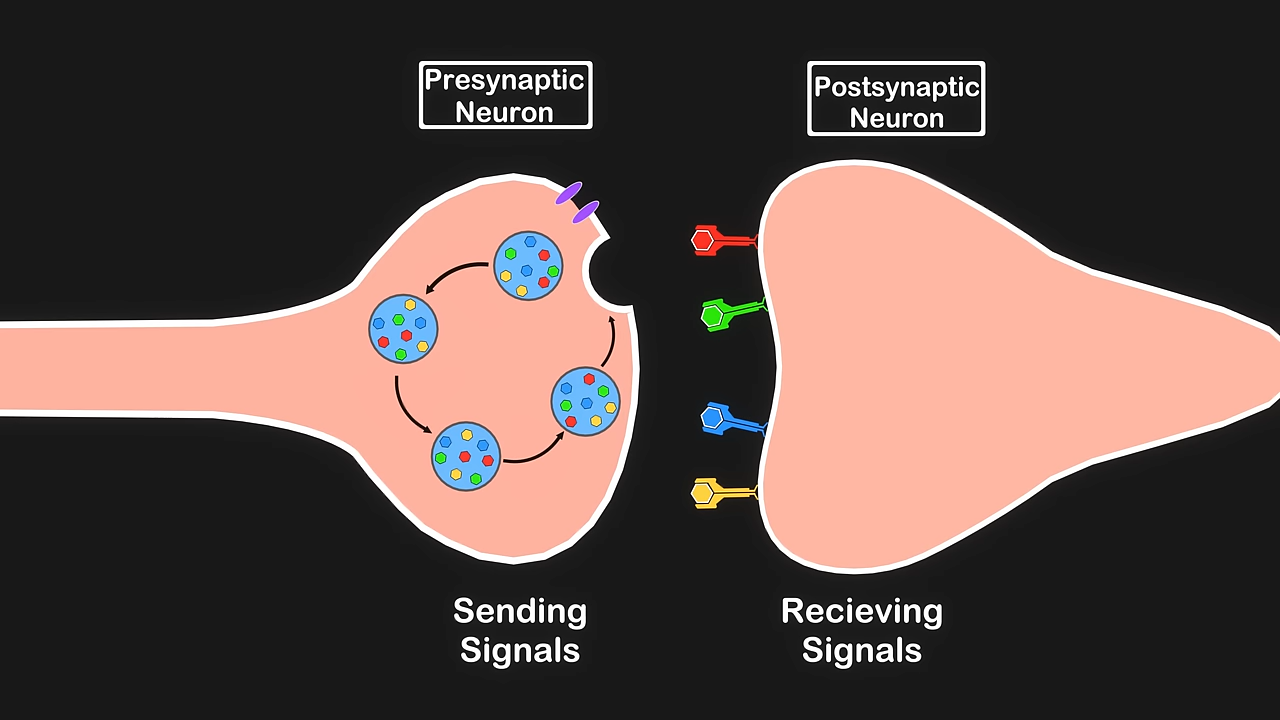 Presynaptic
Neuron
Postsynaptic
Neuron
Sending
Signals
Recieving
Signals